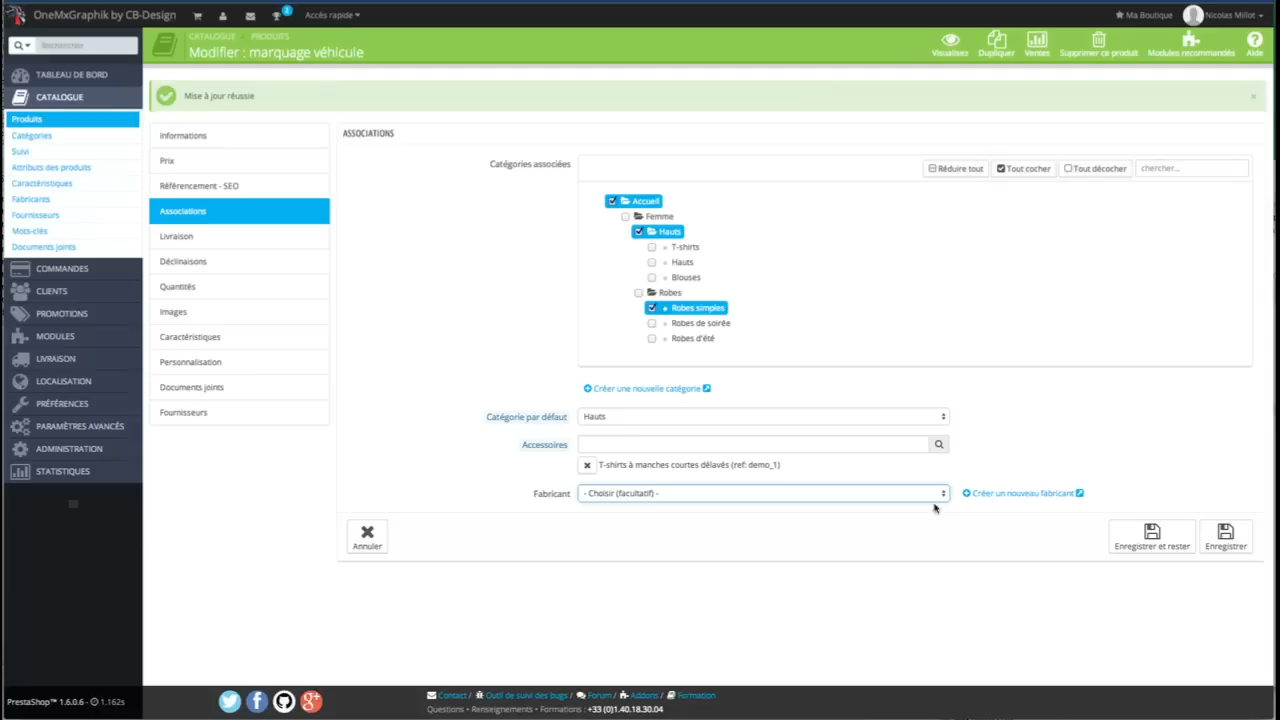 OneMxGraphik by CB-Design
2
Accès rapide
Ma Boutique
Nicolas Millot
Recherche
CATALOGUE / PRODUITS
Modifier : marquage véhicule
Visualiser
Dupliquer
Ventes
Supprimer ce produit
Modules recommandés
Aide
TABLEAU DE BORD
CATALOGUE
Produits
Catégories
Suivi
Attributs des produits
Caractéristiques
Fabricants
Fournisseurs
Mots-clés
Documents joints
COMMANDES
CLIENTS
PROMOTIONS
MODULES
LIVRAISON
LOCALISATION
PRÉFÉRENCES
PARAMÈTRES AVANCÉS
ADMINISTRATION
STATISTIQUES
Mise à jour réussie
×
Informations
Prix
Référencement - SEO
Associations
Livraison
Déclinaisons
Quantités
Images
Caractéristiques
Personnalisation
Documents joints
Fournisseurs
ASSOCIATIONS
Catégories associées
Réduire tout
Tout cocher
Tout décocher
chercher...
Accueil
Femme
Hauts
T-shirts
Hauts
Blouses
Robes
Robes simples
Robes de soirée
Robes d'été
Créer une nouvelle catégorie
Catégorie par défaut
Hauts
Accessoires
T-shirts à manches courtes délavés (ref: demo_1)
Fabricant
- Choisir (facultatif) -
Créer un nouveau fabricant
Annuler
Enregistrer et rester
Enregistrer
PrestaShop™ 1.6.0.6 - 1.162s
Contact / Outil de suivi des bugs / Forum / Addons / Formation
Questions • Renseignements • Formations : +33 (0)1.40.18.30.04